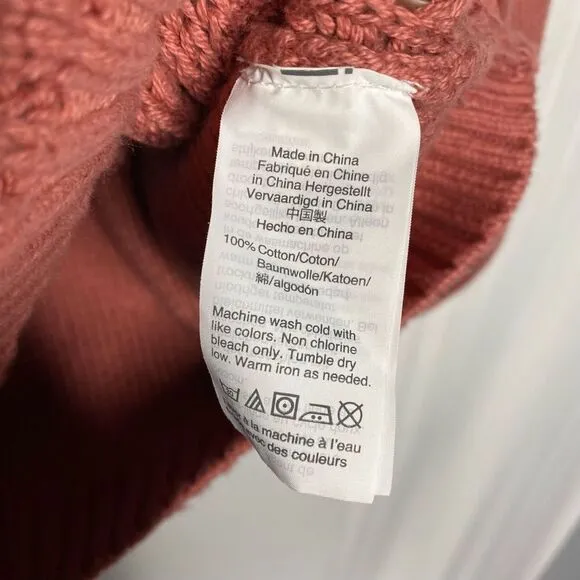 Made in China
Fabriqué en Chine
in China Hergestellt
Vervaardigd in China
中国製
Hecho en China
100% Cotton/Coton/
Baumwolle/Katoen/
綿/algodón
Machine wash cold with
like colors. Non chlorine
bleach only. Tumble dry
low. Warm iron as needed.
à la machine à l'eau
avec des couleurs